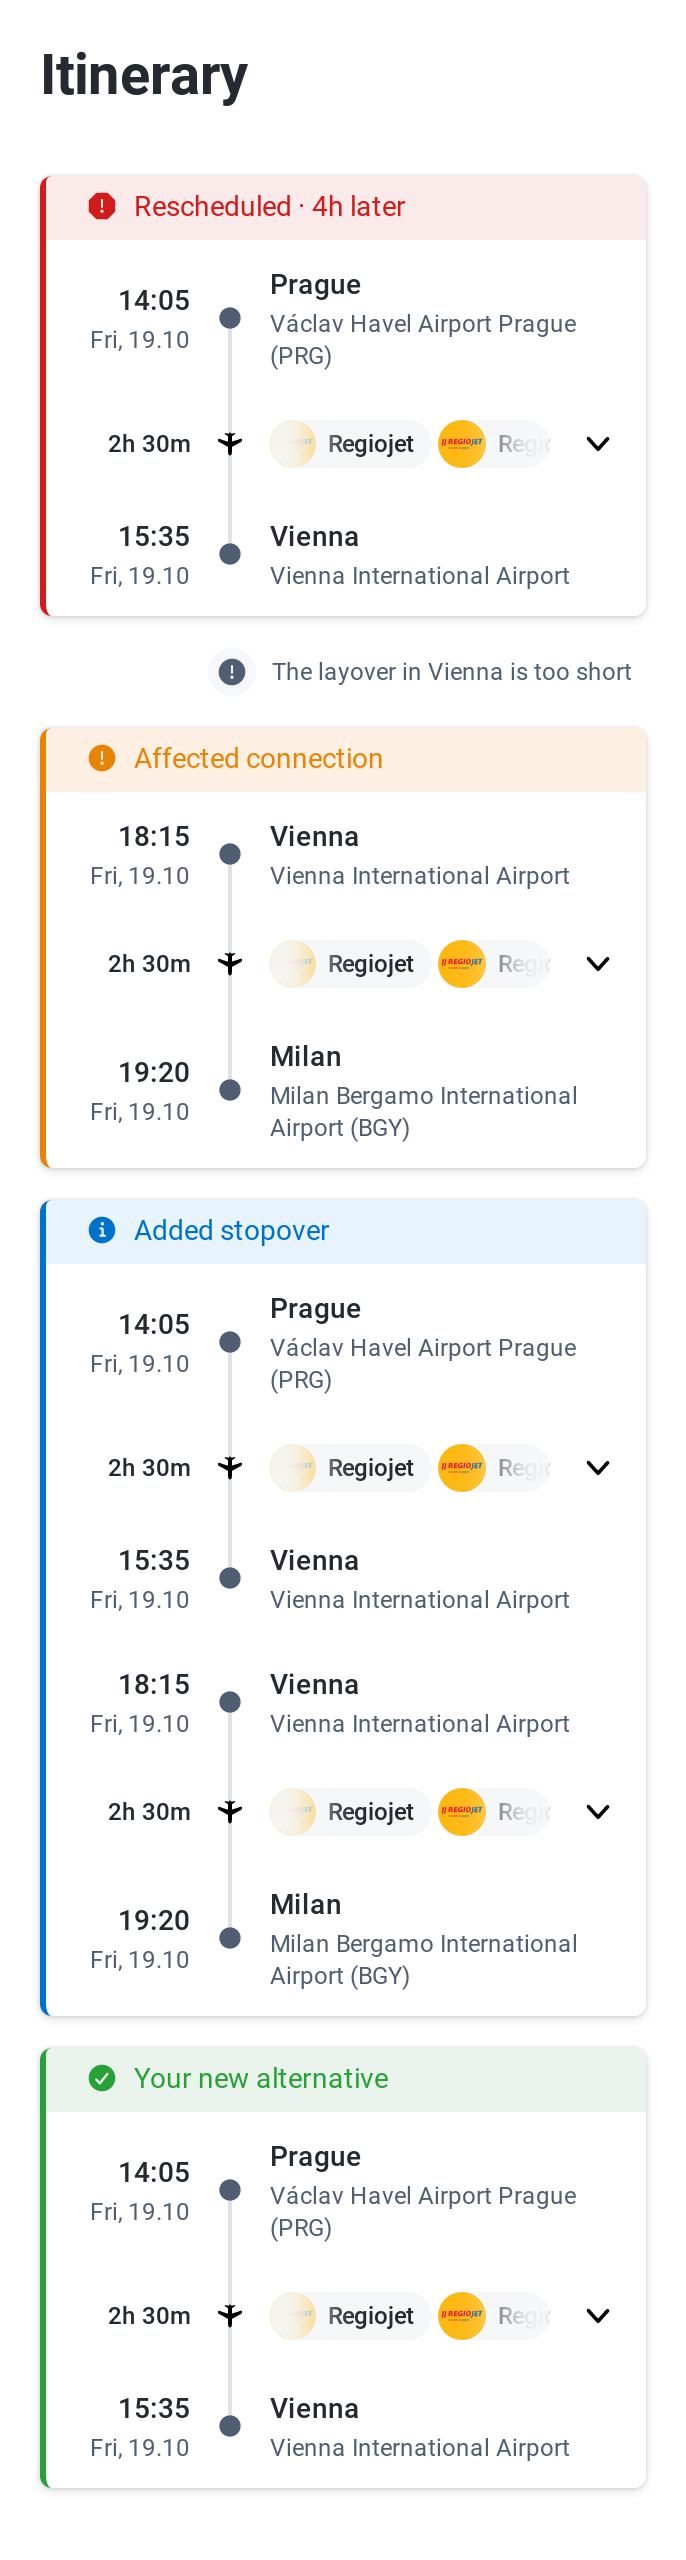 Itinerary
Rescheduled · 4h later
14:05
Fri, 19.10
Prague
Václav Havel Airport Prague
(PRG)
2h 30m
Regiojet
REGIOJET
15:35
Fri, 19.10
Vienna
Vienna International Airport
The layover in Vienna is too short
Affected connection
18:15
Fri, 19.10
Vienna
Vienna International Airport
2h 30m
Regiojet
REGIOJET
19:20
Fri, 19.10
Milan
Milan Bergamo International
Airport (BGY)
Added stopover
14:05
Fri, 19.10
Prague
Václav Havel Airport Prague
(PRG)
2h 30m
Regiojet
REGIOJET
15:35
Fri, 19.10
Vienna
Vienna International Airport
18:15
Fri, 19.10
Vienna
Vienna International Airport
2h 30m
Regiojet
REGIOJET
19:20
Fri, 19.10
Milan
Milan Bergamo International
Airport (BGY)
Your new alternative
14:05
Fri, 19.10
Prague
Václav Havel Airport Prague
(PRG)
2h 30m
Regiojet
REGIOJET
15:35
Fri, 19.10
Vienna
Vienna International Airport